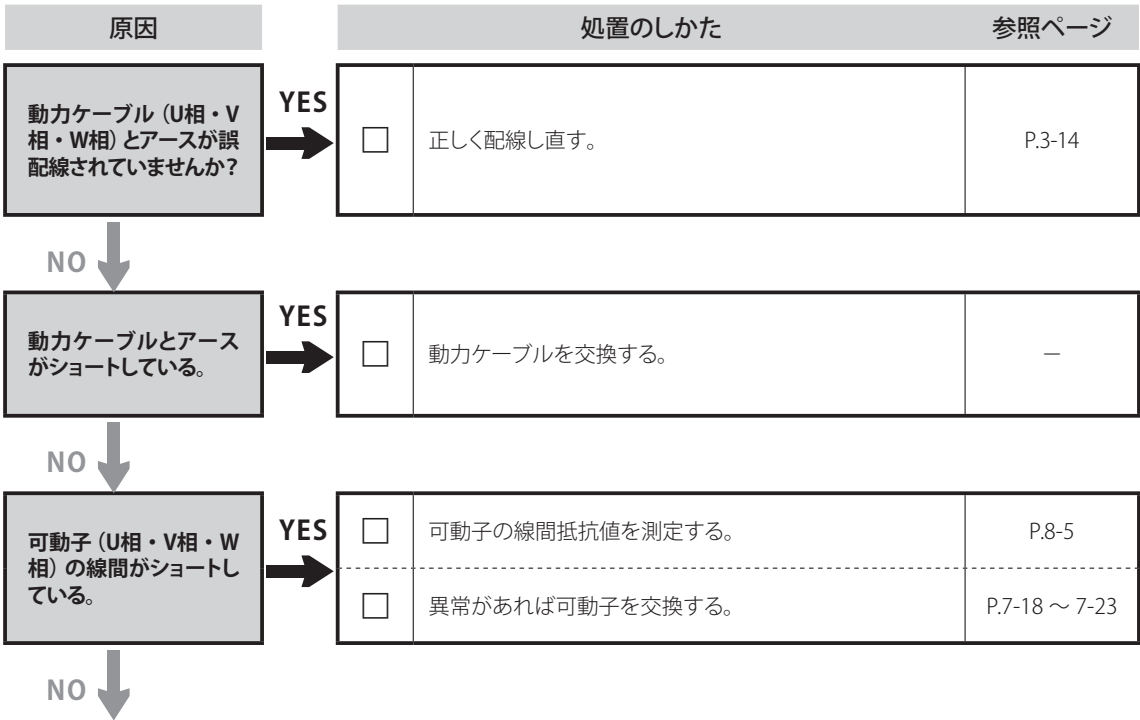 原因
処置のしかた
参照ページ
動力ケーブル（U相・V
相・W相）とアースが誤
配線されていませんか？
YES
□
正しく配線し直す。
P.3-14
NO
動力ケーブルとアース
がショートしている。
YES
□
動力ケーブルを交換する。
－
NO
可動子（U相・V相・W
相）の線間がショートし
ている。
YES
□
可動子の線間抵抗値を測定する。
P.8-5
□
異常があれば可動子を交換する。
P.7-18 ～ 7-23
NO